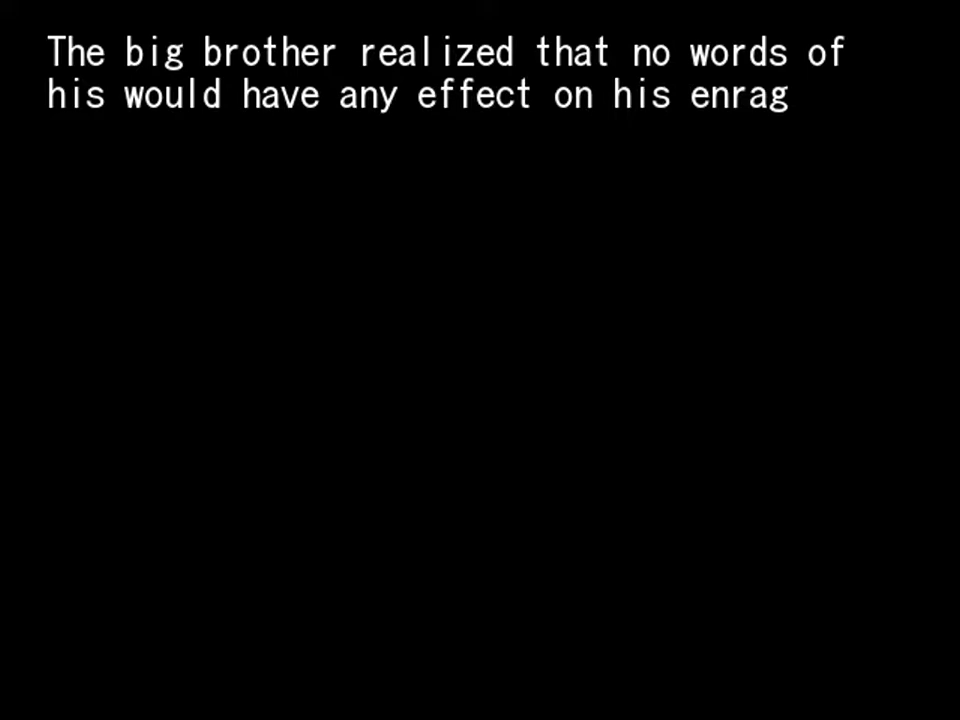 The big brother realized that no words of
his would have any effect on his enrag